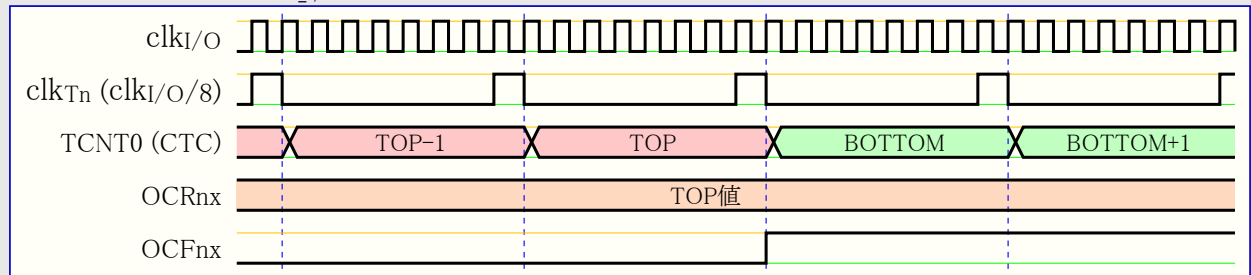 clkI/O
clkTn (clkI/O/8)
TCNT0 (CTC) TOP-1 TOP BOTTOM BOTTOM+1
OCRnx TOP値
OCFnx